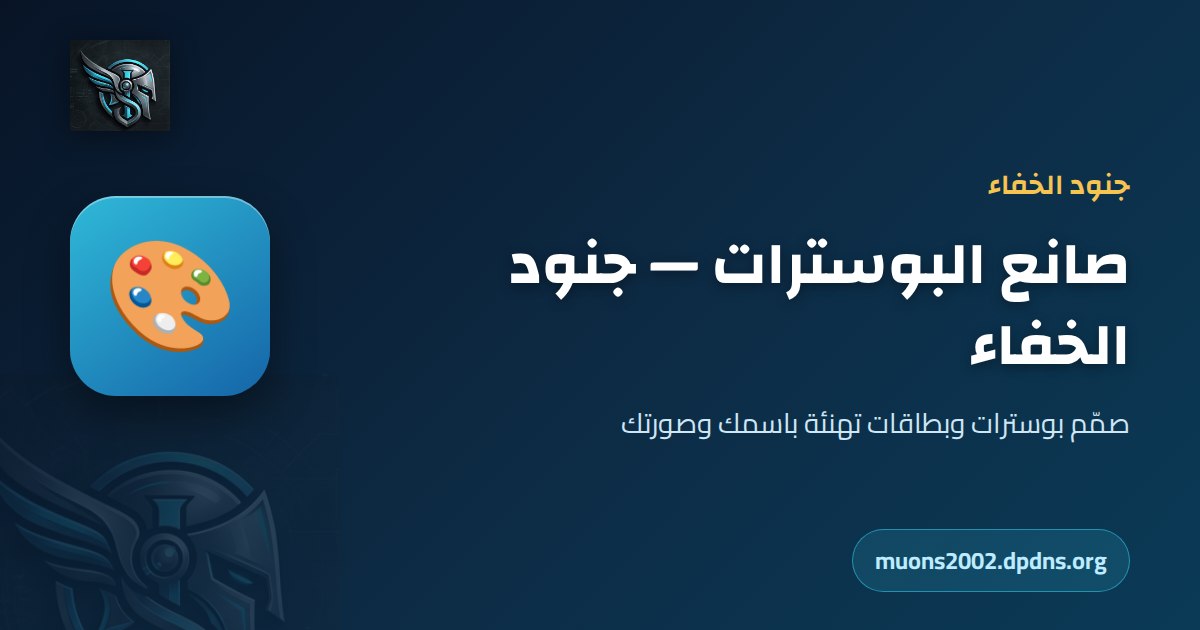 جنود الخفاء
صانع البوسترات — جنود
الخفاء
صمّم بوسترات وبطاقات تهنئة باسمك وصورتك
muons2002.dpdns.org